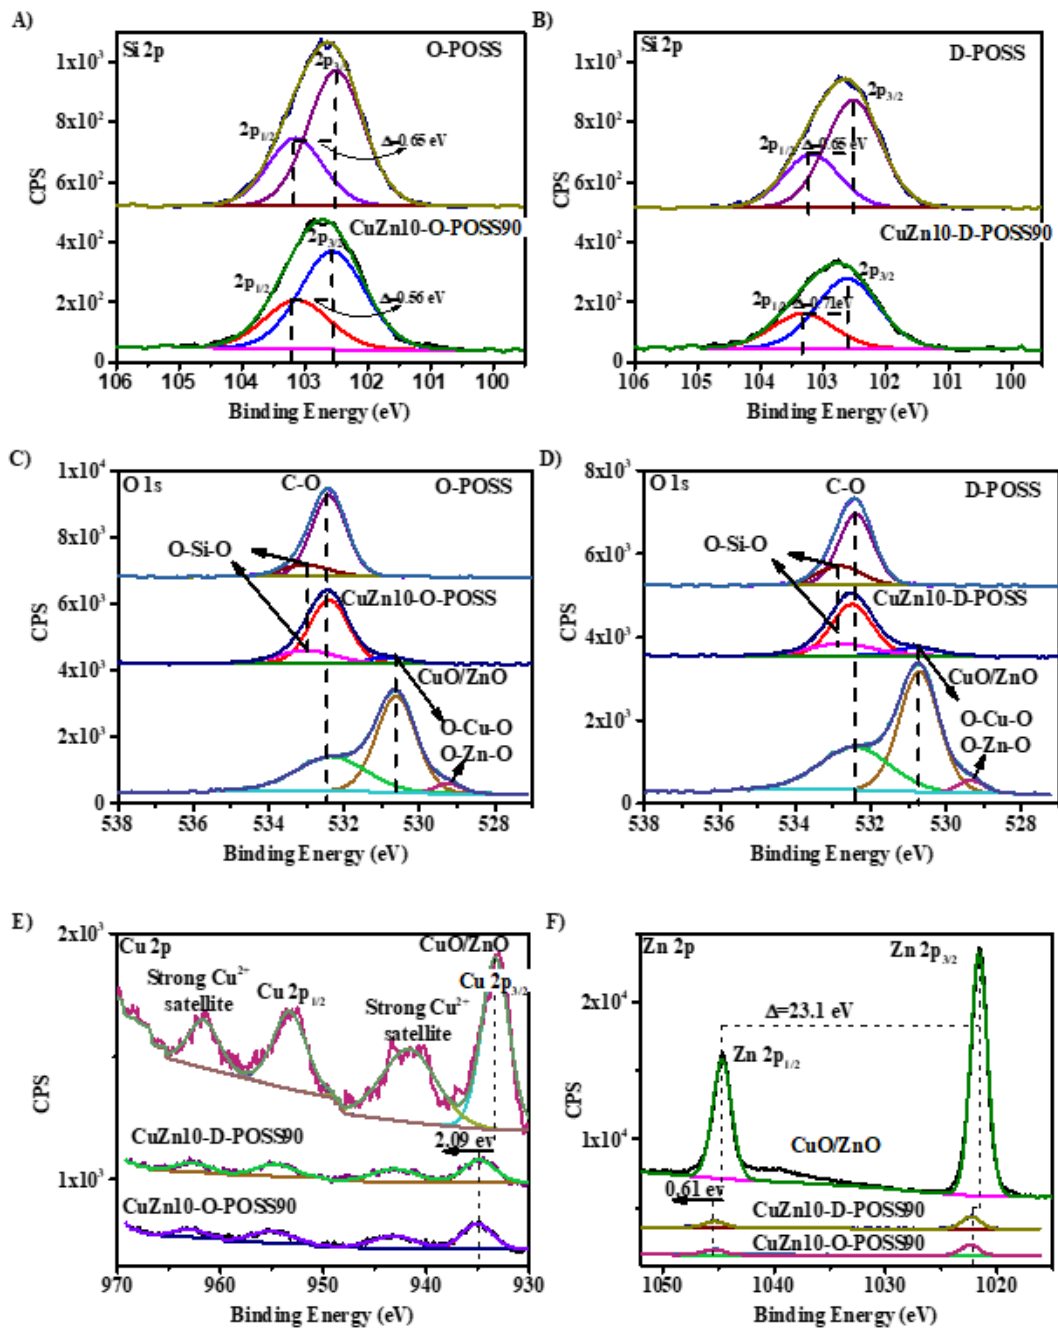 A)
Si 2p
O-POSS
2p3/2
2p1/2
Δ=0.65 eV
CuZn10-O-POSS90
2p3/2
2p1/2
Δ=0.56 eV
1x10³
8x10²
6x10²
4x10²
2x10²
0
CPS
106 105 104 103 102 101 100
Binding Energy (eV)
B)
Si 2p
D-POSS
2p3/2
2p1/2 Δ=0.65 eV
CuZn10-D-POSS90
2p3/2
2p1/2 Δ=0.71eV
1x10³
8x10²
6x10²
4x10²
2x10²
0
CPS
106 105 104 103 102 101 100
Binding Energy (eV)
C)
O 1s
C-O
O-POSS
O-Si-O
CuZn10-O-POSS
CuO/ZnO
O-Cu-O
O-Zn-O
1x10⁴
8x10³
6x10³
4x10³
2x10³
0
CPS
538 536 534 532 530 528
Binding Energy (eV)
D)
O 1s
C-O
D-POSS
O-Si-O
CuZn10-D-POSS
CuO/ZnO
O-Cu-O
O-Zn-O
8x10³
6x10³
4x10³
2x10³
0
CPS
538 536 534 532 530 528
Binding Energy (eV)
E)
Cu 2p
CuO/ZnO
Strong Cu²⁺
satellite
Cu 2p1/2
Strong Cu²⁺
satellite
Cu 2p3/2
2.09 ev
CuZn10-D-POSS90
CuZn10-O-POSS90
2x10³
1x10³
CPS
970 960 950 940 930
Binding Energy (eV)
F)
Zn 2p
Zn 2p3/2
Δ=23.1 eV
Zn 2p1/2
CuO/ZnO
0.61 ev
CuZn10-D-POSS90
CuZn10-O-POSS90
2x10⁴
1x10⁴
CPS
1050 1040 1030 1020
Binding Energy (eV)